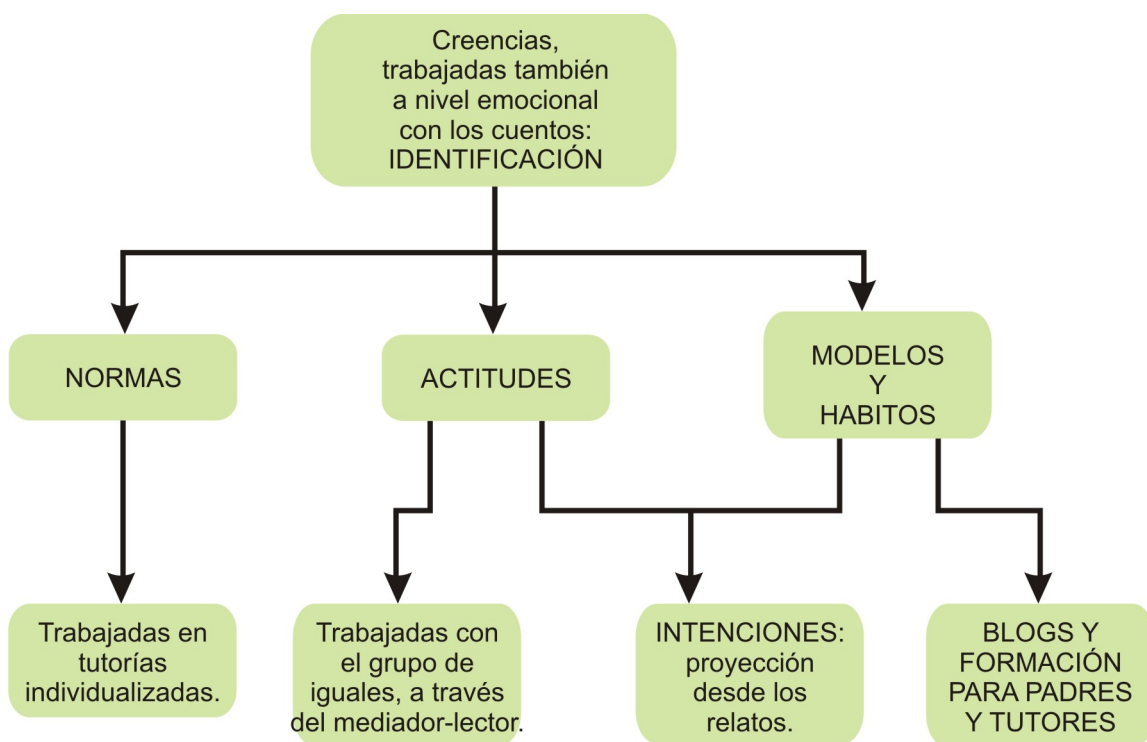 Creencias,
trabajadas también
a nivel emocional
con los cuentos:
IDENTIFICACIÓN
NORMAS
ACTITUDES
MODELOS
Y
HABITOS
Trabajadas en
tutorías
individualizadas.
Trabajadas con
el grupo de
iguales, a través
del mediador-lector.
INTENCIONES:
proyección
desde los
relatos.
BLOGS Y
FORMACIÓN
PARA PADRES
Y TUTORES